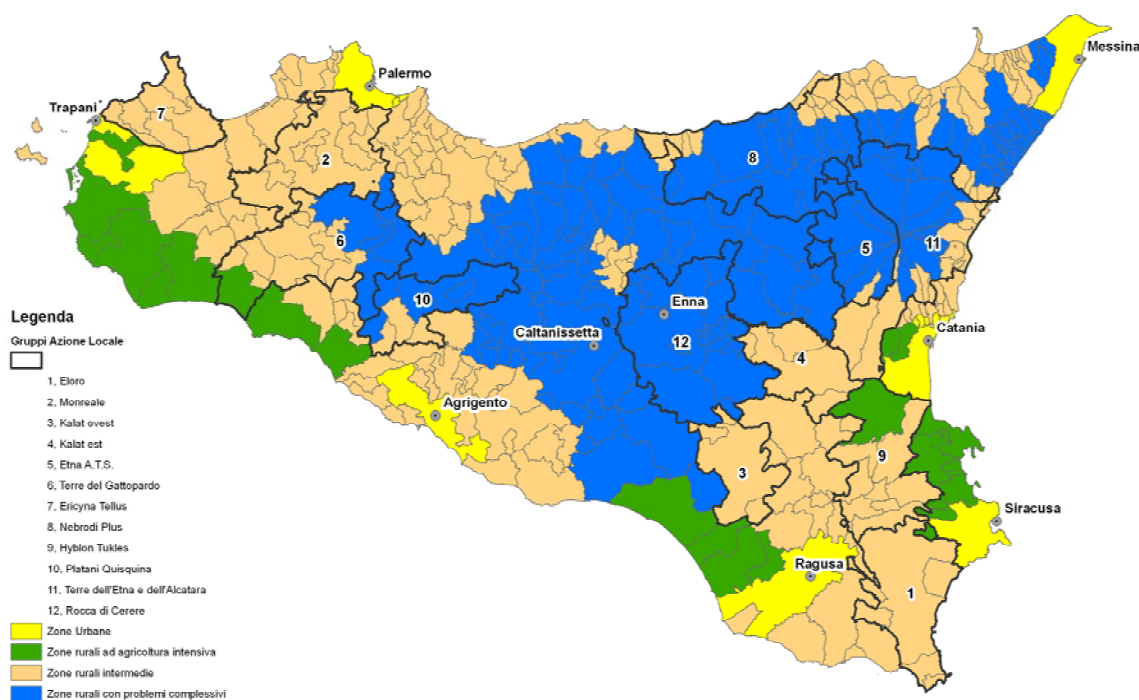 Messina
Palermo
Trapani
7
2
8
6
5
11
10
Enna
Caltanissetta
12
Catania
4
Agrigento
9
3
Siracusa
Ragusa
1
Legenda
Gruppi Azione Locale
1, Eloro
2, Monreale
3, Kalat ovest
4, Kalat est
5, Etna A.T.S.
6, Terre del Gattopardo
7, Ericyna Tellus
8, Nebrodi Plus
9, Hyblon Tukles
10, Platani Quisquina
11, Terre dell'Etna e dell'Alcatara
12, Rocca di Cerere
Zone Urbane
Zone rurali ad agricoltura intensiva
Zone rurali intermedie
Zone rurali con problemi complessivi